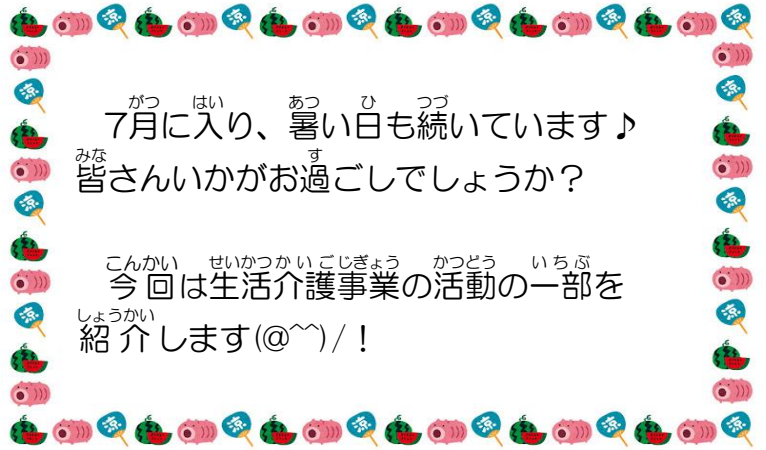 7月に入り、暑い日も続いています♪
皆さんいかがお過ごしでしょうか？
今回は生活介護事業の活動の一部を
紹介します(@^^)/！